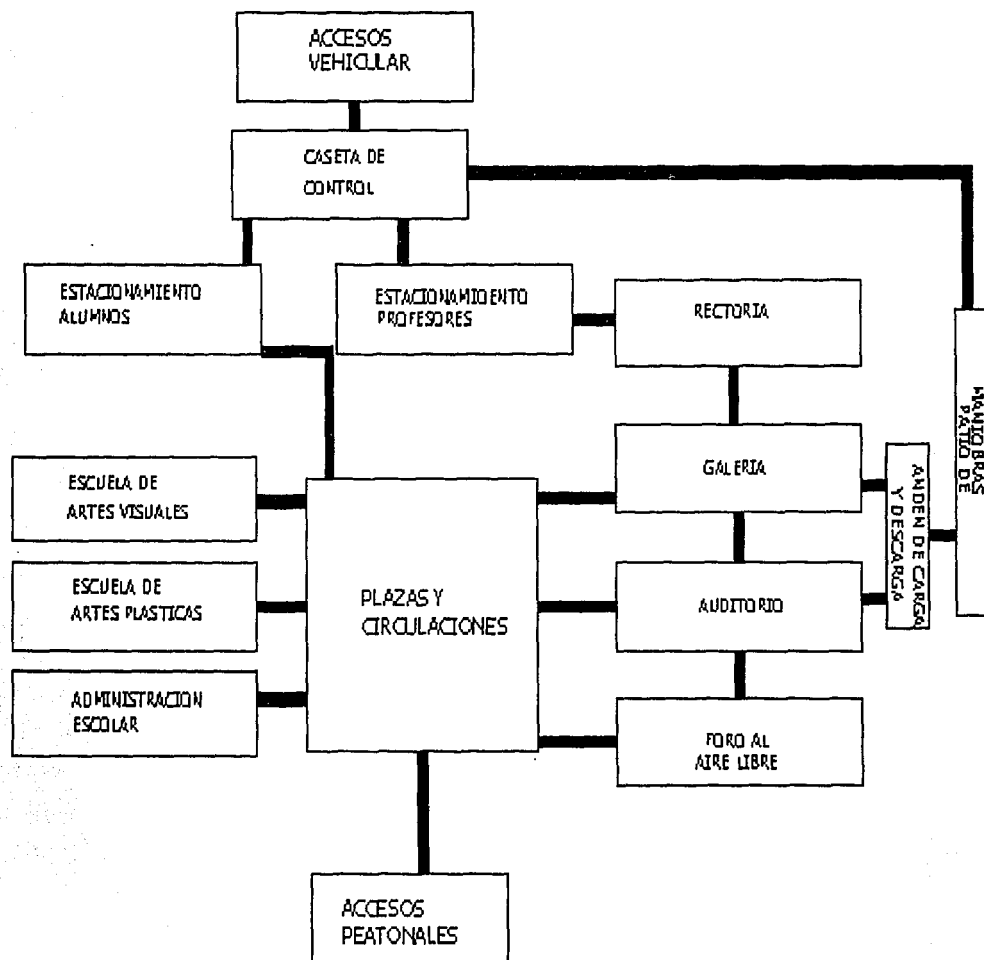 ACCESOS
VEHICULAR
CASETA DE
CONTROL
ESTACIONAMIENTO
ALUMNOS
ESTACIONAMIOENTO
PROFESORES
RECTORIA
ESCUELA DE
ARTES VISUALES
GALERIA
ESCUELA DE
ARTES PLASTICAS
PLAZAS Y
CIRCULACIONES
AUDITORIO
ADMINISTRACION
ESCOLAR
FORO AL
AIRE LIBRE
ANDEN DE CARGA
Y DESCARGA
MANIOBRAS
PATIO DE
ACCESOS
PEATONALES